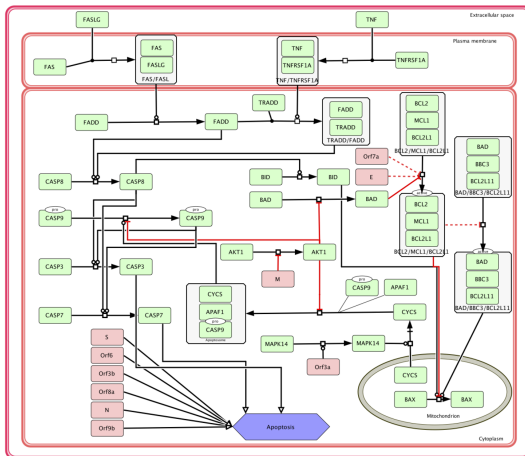 Extracellular space
FASLG
TNF
Plasma membrane
FAS
FAS
FASLG
FAS/FASL
TNF
TNFRSF1A
TNF/TNFRSF1A
TNFRSF1A
FADD
FADD
TRADD
FADD
TRADD
TRADD/FADD
BCL2
MCL1
BCL2L1
BCL2/MCL1/BCL2L1
BAD
BBC3
BCL2L11
BAD/BBC3/BCL2L11
Orf7a
E
CASP8
CASP8
BID
BID
BAD
BAD
BCL2
MCL1
BCL2L1
BCL2/MCL1/BCL2L1
pro
CASP9
pro
CASP9
AKT1
AKT1
M
BAD
BBC3
BCL2L11
BAD/BBC3/BCL2L11
CASP3
CASP3
pro
CASP9
APAF1
CYCS
APAF1
pro
CASP9
CYCS
CASP7
CASP7
MAPK14
MAPK14
Orf3a
CYCS
BAX
BAX
Mitochondrion
S
Orf6
Orf3b
Orf8a
N
Orf9b
Apoptosis
Cytoplasm